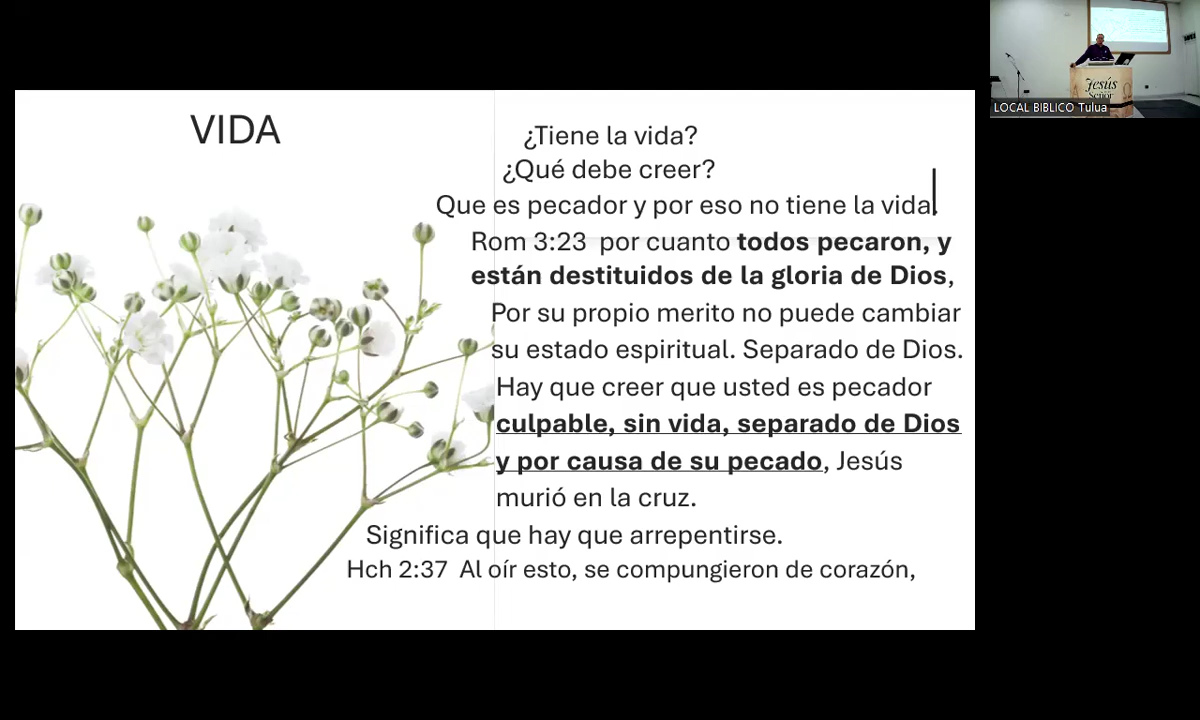 VIDA
¿Tiene la vida?
¿Qué debe creer?
Que es pecador y por eso no tiene la vida.
Rom 3:23 por cuanto todos pecaron, y
están destituidos de la gloria de Dios,
Por su propio merito no puede cambiar
su estado espiritual. Separado de Dios.
Hay que creer que usted es pecador
culpable, sin vida, separado de Dios
y por causa de su pecado, Jesús
murió en la cruz.
Significa que hay que arrepentirse.
Hch 2:37 Al oír esto, se compungieron de corazón,
Jesús
Señor
LOCAL BIBLICO Tulua